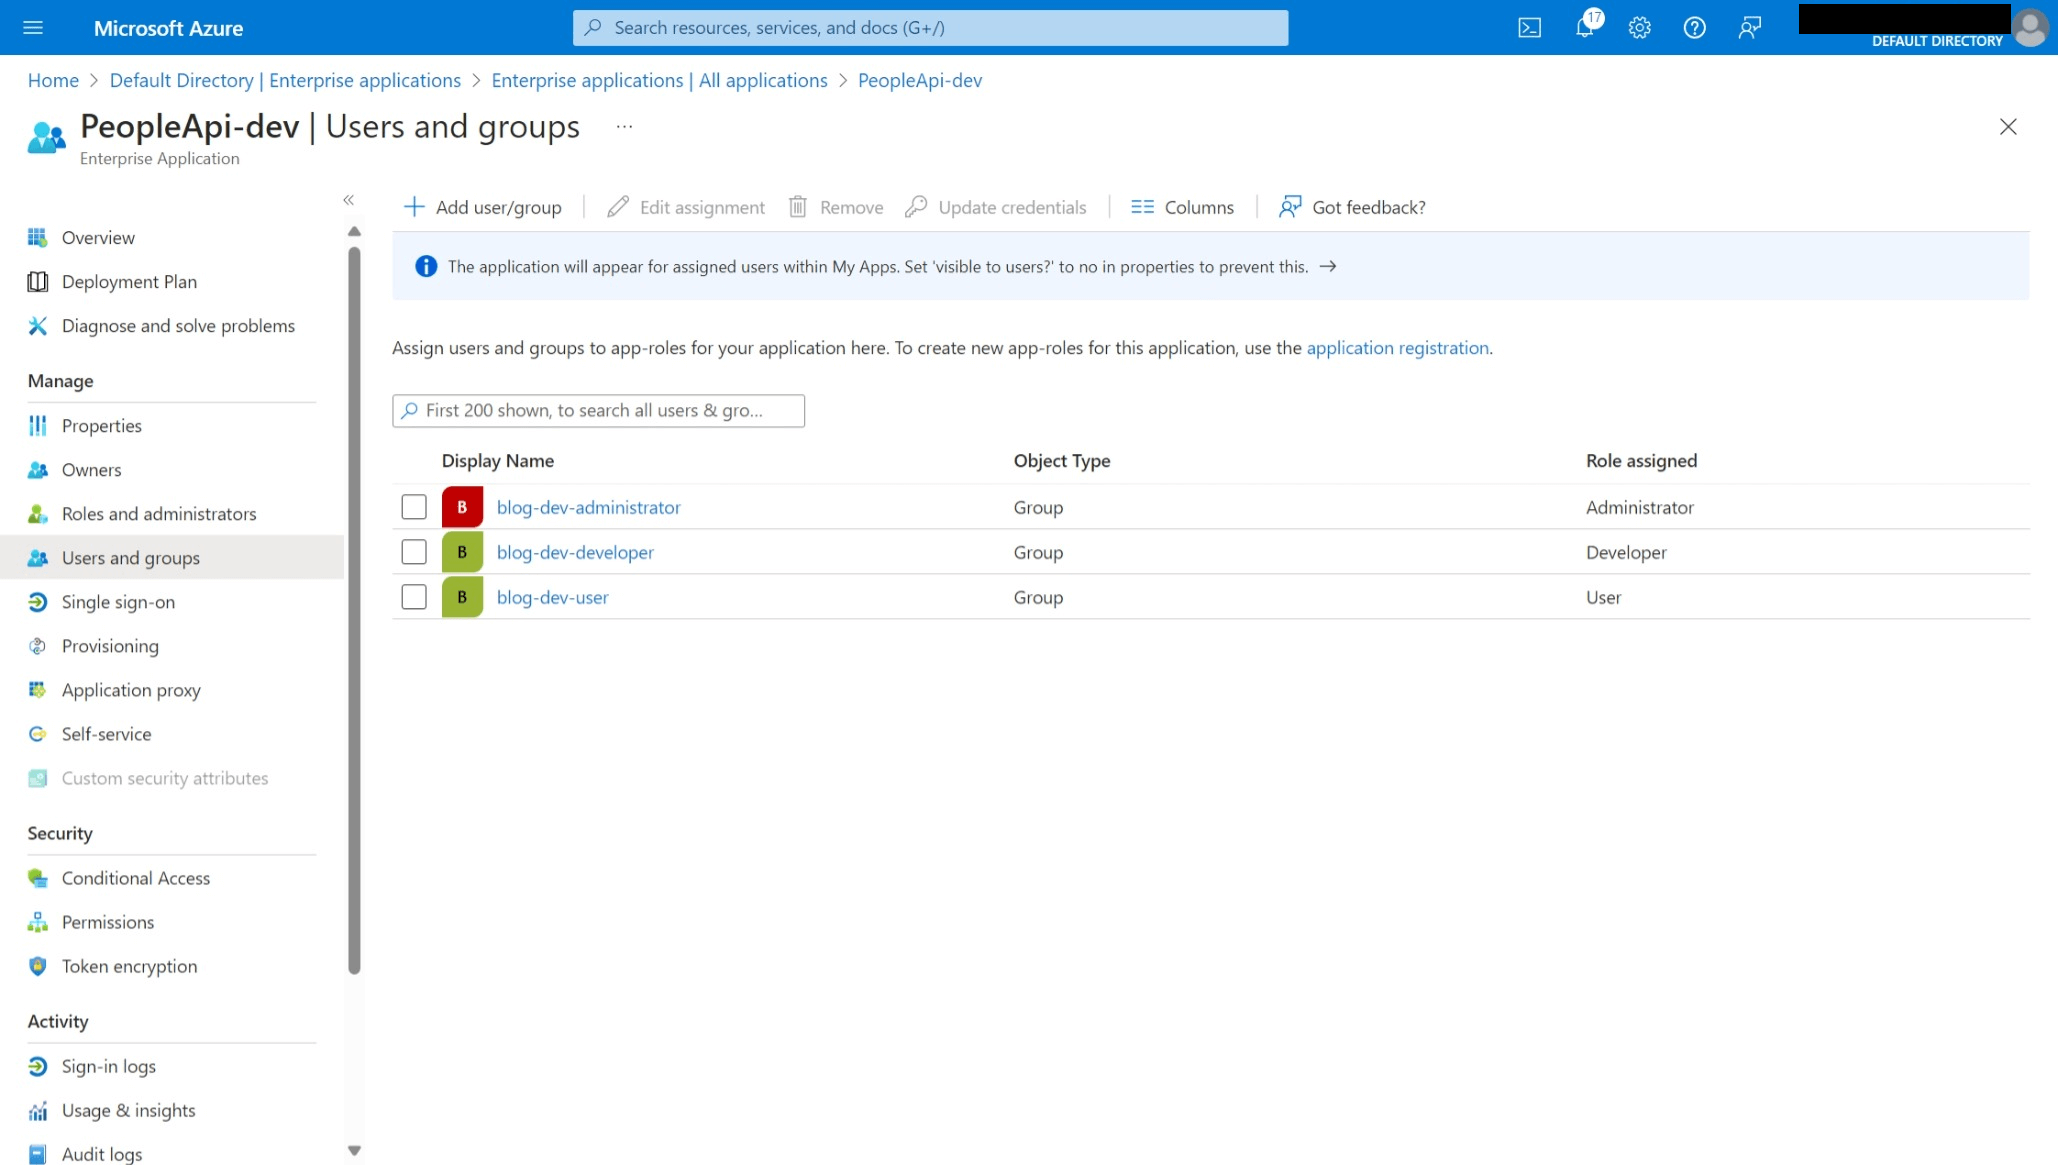 Microsoft Azure
Search resources, services, and docs (G+/)
17
DEFAULT DIRECTORY
Home > Default Directory | Enterprise applications > Enterprise applications | All applications > PeopleApi-dev
PeopleApi-dev | Users and groups ...
Enterprise Application
Overview
Deployment Plan
Diagnose and solve problems
Manage
Properties
Owners
Roles and administrators
Users and groups
Single sign-on
Provisioning
Application proxy
Self-service
Custom security attributes
Security
Conditional Access
Permissions
Token encryption
Activity
Sign-in logs
Usage & insights
Audit logs
Add user/group Edit assignment Remove Update credentials Columns Got feedback?
The application will appear for assigned users within My Apps. Set 'visible to users?' to no in properties to prevent this. →
Assign users and groups to app-roles for your application here. To create new app-roles for this application, use the application registration.
First 200 shown, to search all users & gro...
Display Name Object Type Role assigned
B blog-dev-administrator Group Administrator
B blog-dev-developer Group Developer
B blog-dev-user Group User